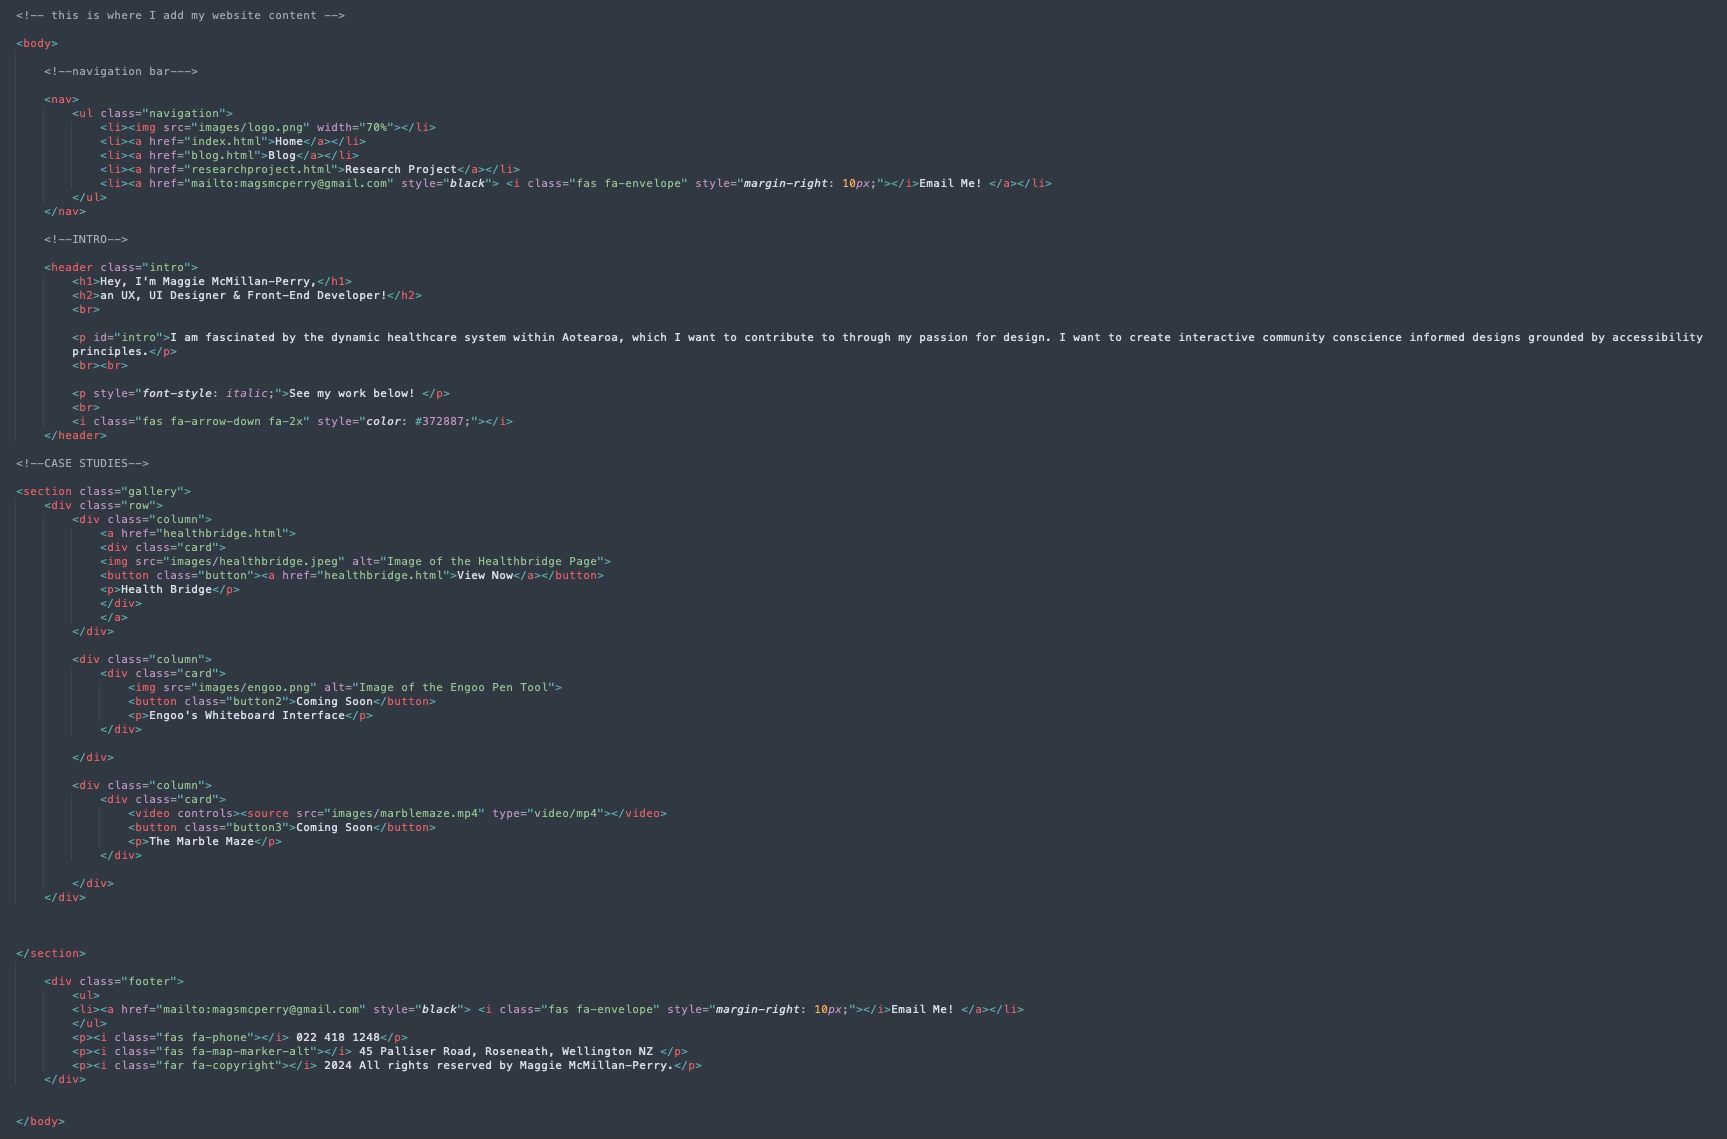 <!-- this is where I add my website content -->
<body>
<!--navigation bar--->
<nav>
<ul class="navigation">
<li><img src="images/logo.png" width="70%"></li>
<li><a href="index.html">Home</a></li>
<li><a href="blog.html">Blog</a></li>
<li><a href="researchproject.html">Research Project</a></li>
<li><a href="mailto:magsmcperry@gmail.com" style="black"> <i class="fas fa-envelope" style="margin-right: 10px;"></i>Email Me! </a></li>
</ul>
</nav>
<!--INTRO-->
<header class="intro">
<h1>Hey, I'm Maggie McMillan-Perry,</h1>
<h2>an UX, UI Designer & Front-End Developer!</h2>
<br>
<p id="intro">I am fascinated by the dynamic healthcare system within Aotearoa, which I want to contribute to through my passion for design. I want to create interactive community conscience informed designs grounded by accessibility
principles.</p>
<br><br>
<p style="font-style: italic;">See my work below! </p>
<br>
<i class="fas fa-arrow-down fa-2x" style="color: #372887;"></i>
</header>
<!--CASE STUDIES-->
<section class="gallery">
<div class="row">
<div class="column">
<a href="healthbridge.html">
<div class="card">
<img src="images/healthbridge.jpeg" alt="Image of the Healthbridge Page">
<button class="button"><a href="healthbridge.html">View Now</a></button>
<p>Health Bridge</p>
</div>
</a>
</div>
<div class="column">
<div class="card">
<img src="images/engoo.png" alt="Image of the Engoo Pen Tool">
<button class="button2">Coming Soon</button>
<p>Engoo's Whiteboard Interface</p>
</div>
</div>
<div class="column">
<div class="card">
<video controls><source src="images/marblemaze.mp4" type="video/mp4"></video>
<button class="button3">Coming Soon</button>
<p>The Marble Maze</p>
</div>
</div>
</div>
</section>
<div class="footer">
<ul>
<li><a href="mailto:magsmcperry@gmail.com" style="black"> <i class="fas fa-envelope" style="margin-right: 10px;"></i>Email Me! </a></li>
</ul>
<p><i class="fas fa-phone"></i> 022 418 1248</p>
<p><i class="fas fa-map-marker-alt"></i> 45 Palliser Road, Roseneath, Wellington NZ </p>
<p><i class="far fa-copyright"></i> 2024 All rights reserved by Maggie McMillan-Perry.</p>
</div>
</body>